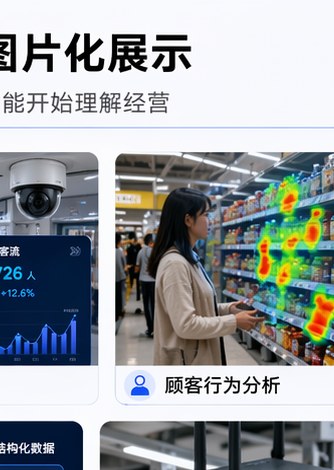 图片化展示
能开始理解经营
客流
726 人
+12.6%
顾客行为分析
结构化数据